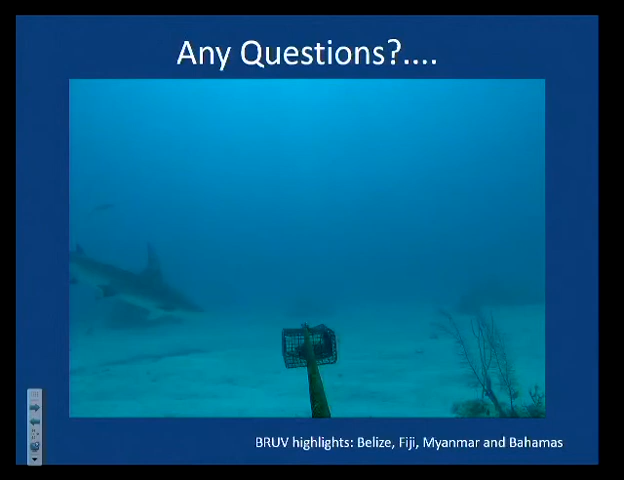 Any Questions?....
BRUV highlights: Belize, Fiji, Myanmar and Bahamas